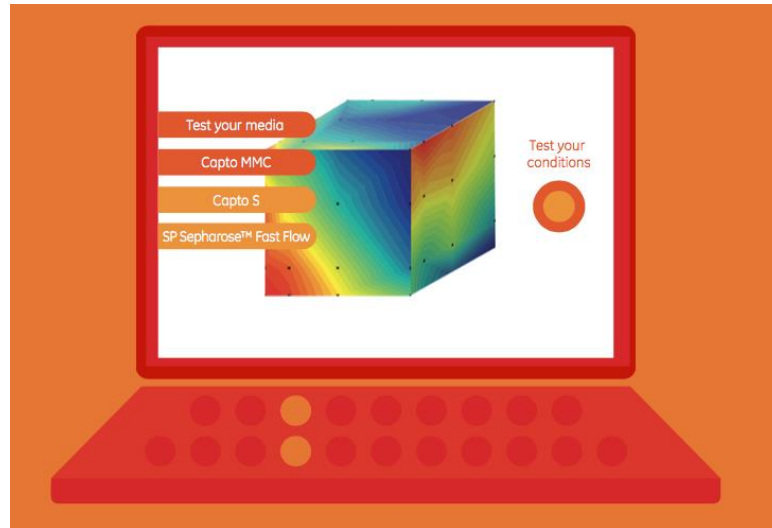 Test your media
Capto MMC
Capto S
SP Sepharose™ Fast Flow
Test your
conditions